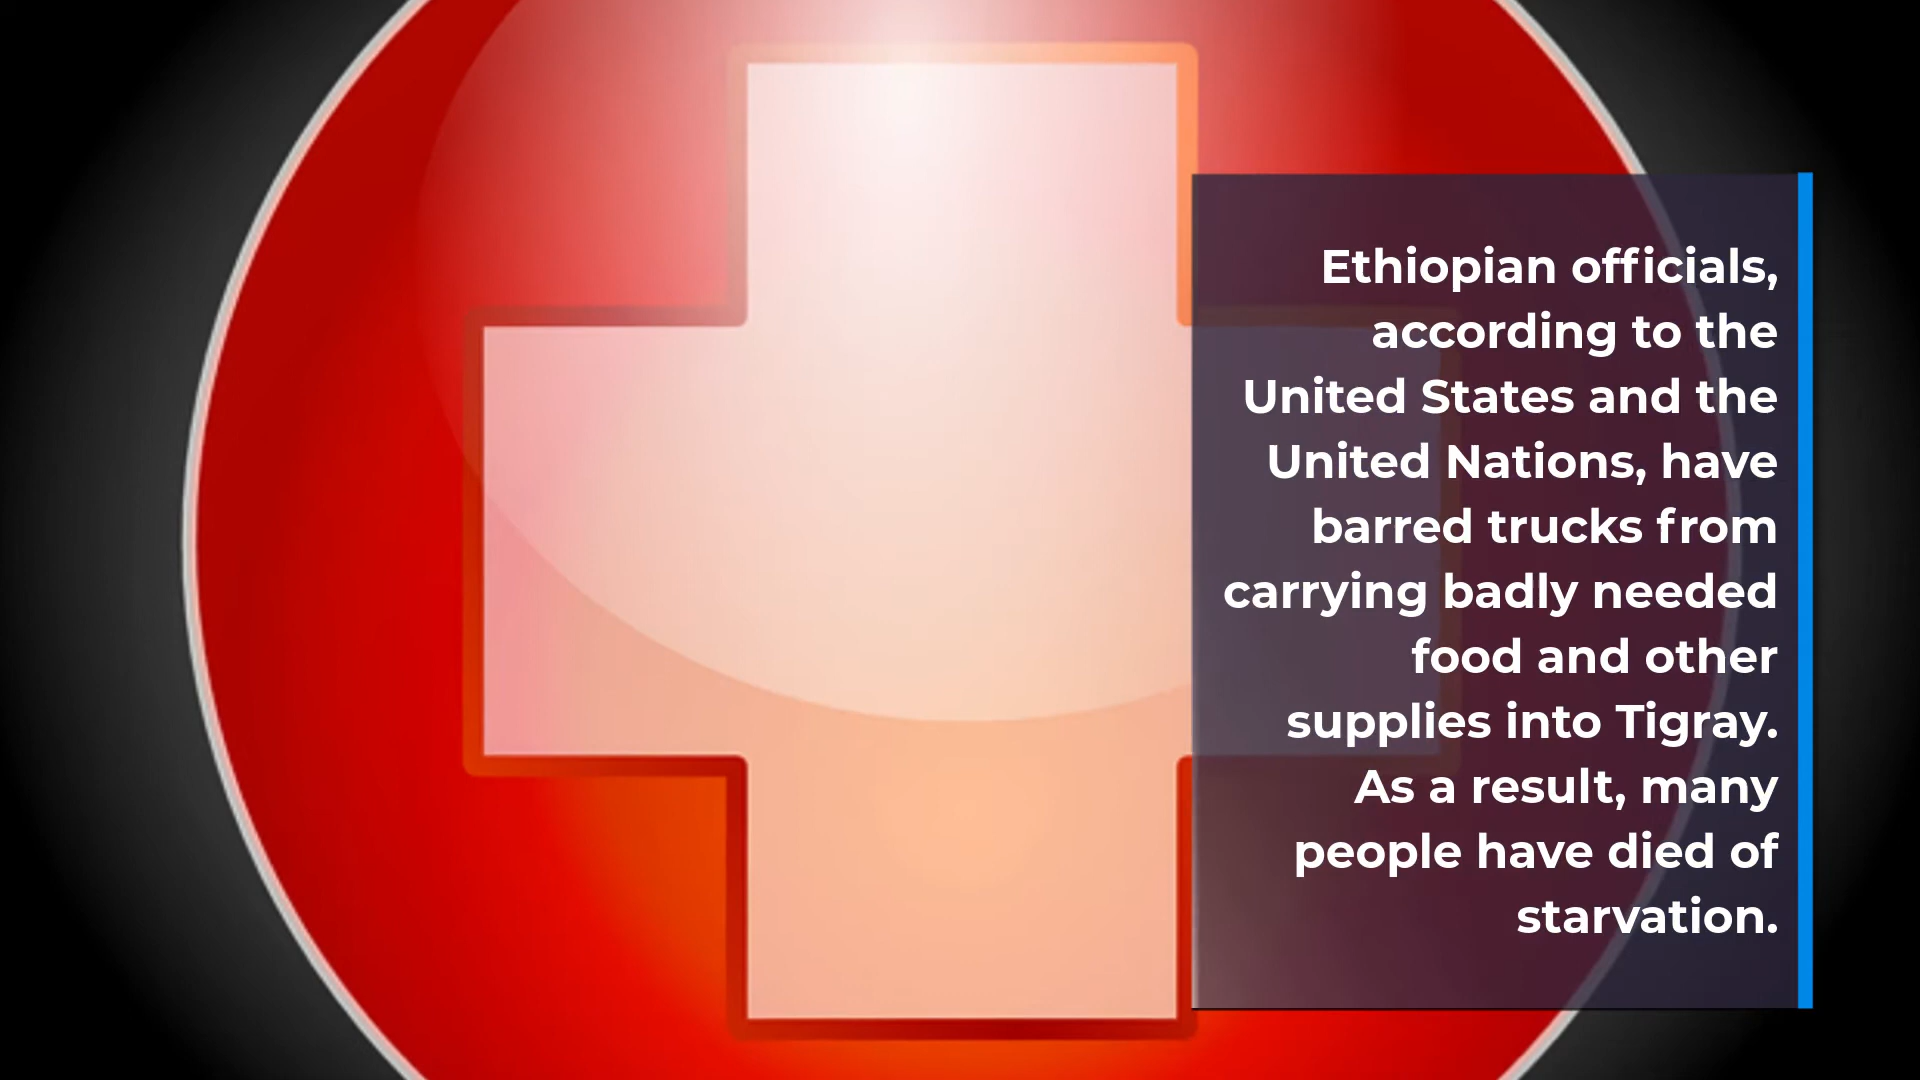 Ethiopian officials,
according to the
United States and the
United Nations, have
barred trucks from
carrying badly needed
food and other
supplies into Tigray.
As a result, many
people have died of
starvation.